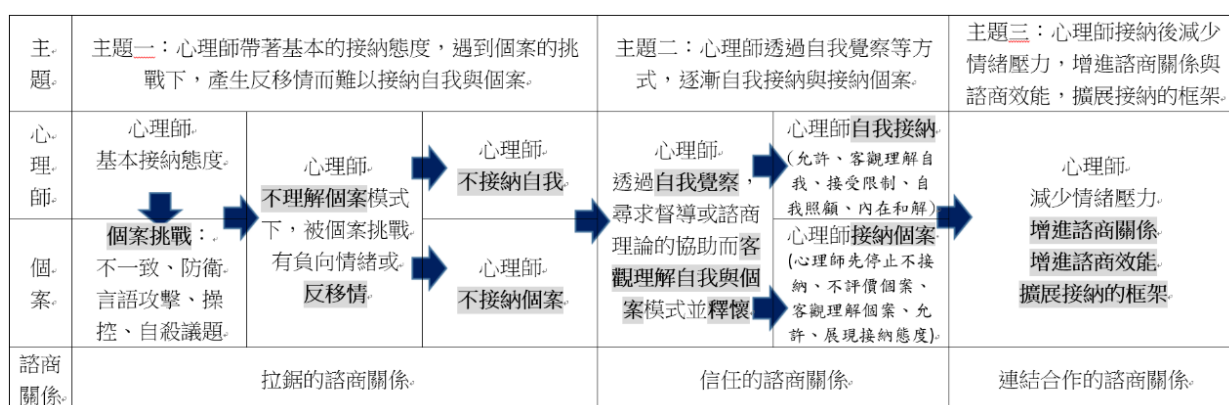 主
題
主題一：心理師帶著基本的接納態度，遇到個案的挑
戰下，產生反移情而難以接納自我與個案
主題二：心理師透過自我覺察等方
式，逐漸自我接納與接納個案
主題三：心理師接納後減少
情緒壓力，增進諮商關係與
諮商效能，擴展接納的框架
心
理
師
心理師
基本接納態度
個案
個案挑戰：
不一致、防衛
言語攻擊、操
控、自殺議題
心理師
不理解個案模式
下，被個案挑戰
有負向情緒或
反移情
心理師
不接納自我
心理師
不接納個案
心理師
透過自我覺察，
尋求督導或諮商
理論的協助而客
觀理解自我與個
案模式並釋懷
心理師自我接納
(允許、客觀理解自
我、接受限制、自
我照顧、內在和解)
心理師接納個案
(心理師先停止不接
納、不評價個案、
客觀理解個案、允
許、展現接納態度)
心理師
減少情緒壓力
增進諮商關係
增進諮商效能
擴展接納的框架
諮商
關係
拉鋸的諮商關係
信任的諮商關係
連結合作的諮商關係